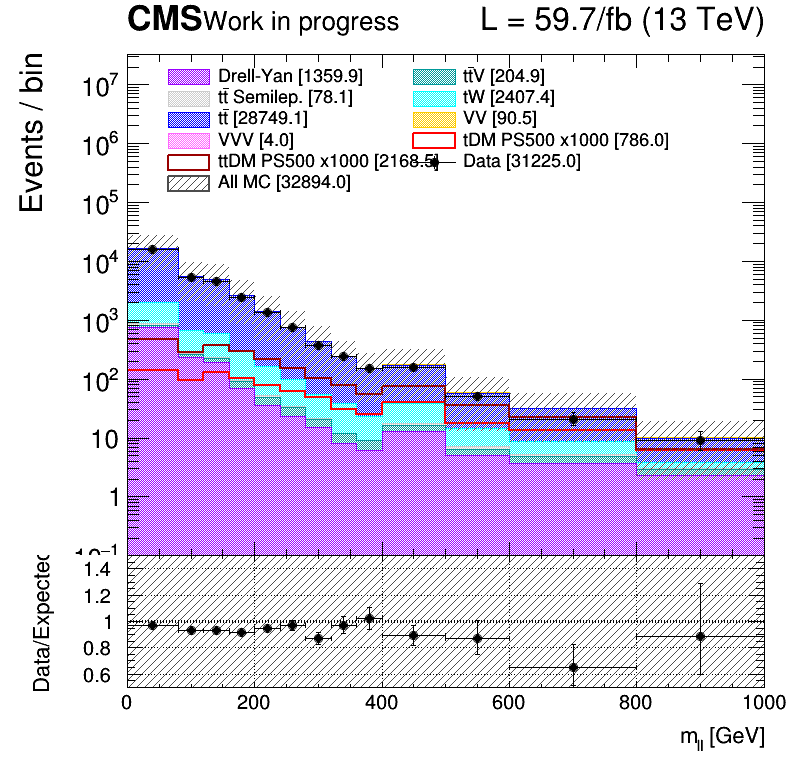 CMS Work in progress L = 59.7/fb (13 TeV)
Events / bin
Drell-Yan [1359.9] tt̄V [204.9]
tt̄ Semilep. [78.1] tW [2407.4]
tt̄ [28749.1] VV [90.5]
VVV [4.0] tDM PS500 x1000 [786.0]
ttDM PS500 x1000 [2168.5] Data [31225.0]
All MC [32894.0]
10⁷
10⁶
10⁵
10⁴
10³
10²
10
1
10⁻¹
Data/Expected
1.4
1.2
1
0.8
0.6
0 200 400 600 800 1000
m_ll [GeV]